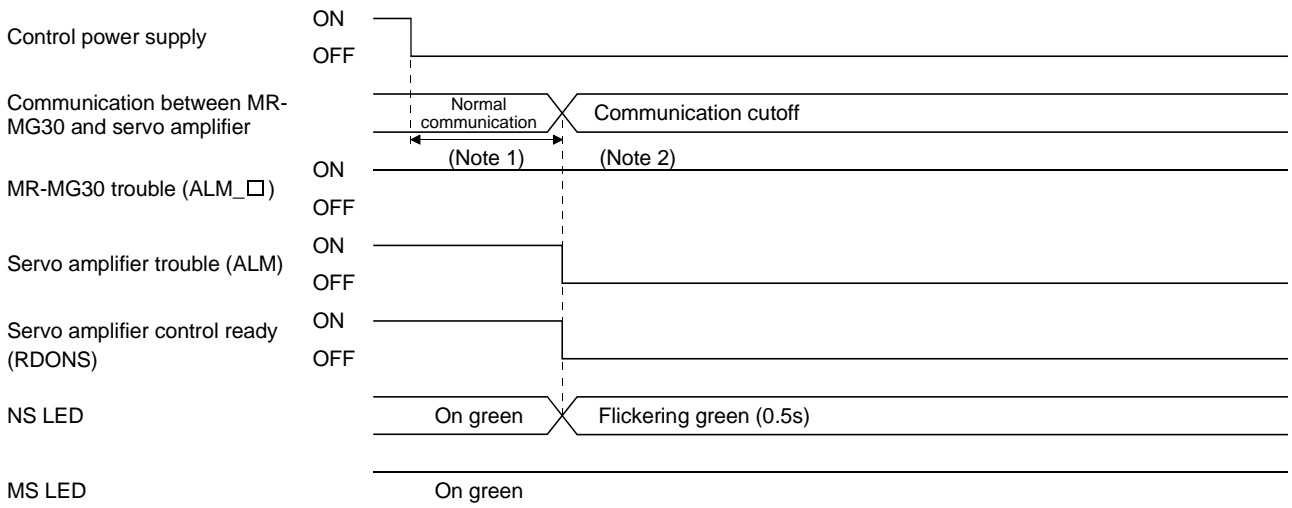 ON
Control power supply
OFF
Communication between MR-
MG30 and servo amplifier
Normal
communication
Communication cutoff
(Note 1)
(Note 2)
ON
MR-MG30 trouble (ALM_□)
OFF
ON
Servo amplifier trouble (ALM)
OFF
ON
Servo amplifier control ready
(RDONS)
OFF
NS LED
On green
Flickering green (0.5s)
MS LED
On green